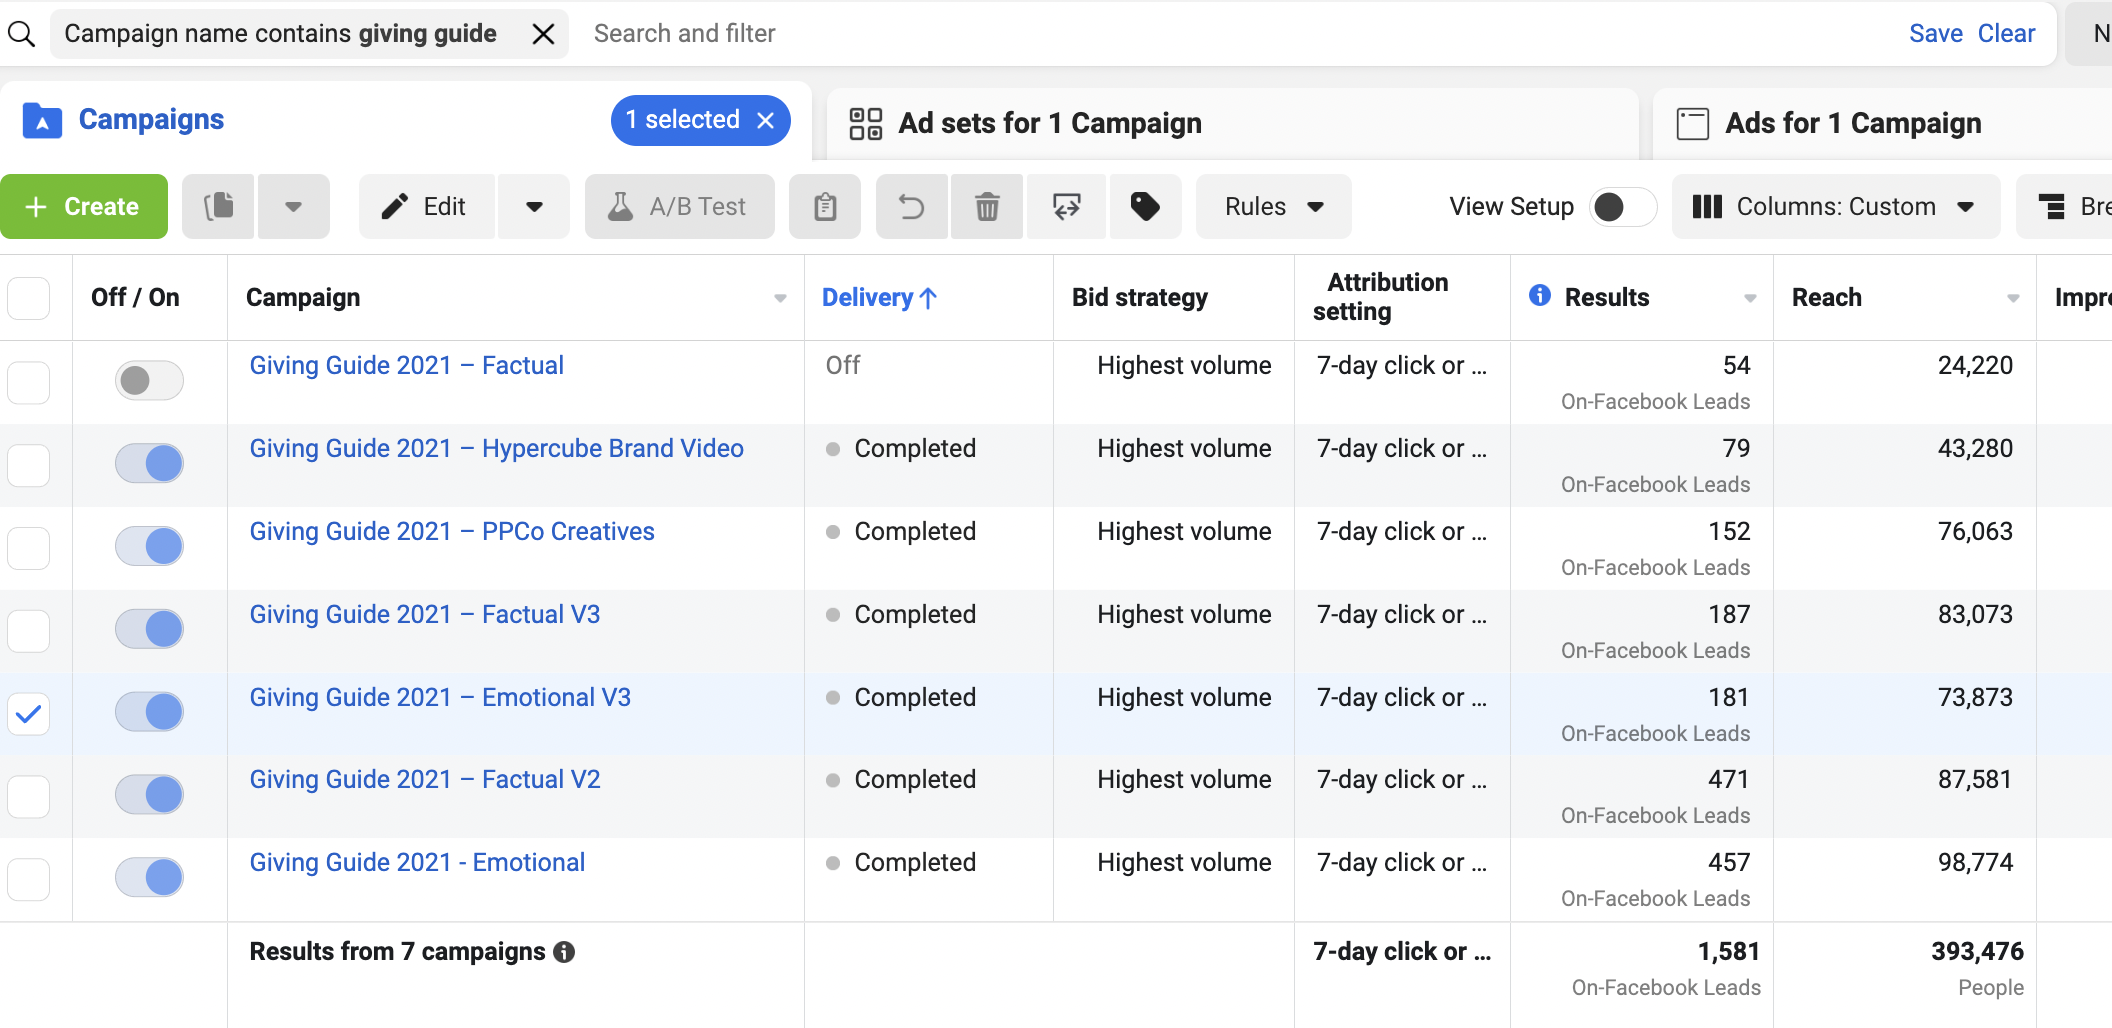 Campaign name contains giving guide
Search and filter
Save Clear
N
Campaigns
1 selected
Ad sets for 1 Campaign
Ads for 1 Campaign
+ Create
Edit
A/B Test
Rules
View Setup
Columns: Custom
Bre
Off / On
Campaign
Delivery↑
Bid strategy
Attribution
setting
Results
Reach
Impre
Giving Guide 2021 – Factual
Off
Highest volume
7-day click or ...
54
On-Facebook Leads
24,220
Giving Guide 2021 – Hypercube Brand Video
Completed
Highest volume
7-day click or ...
79
On-Facebook Leads
43,280
Giving Guide 2021 – PPCo Creatives
Completed
Highest volume
7-day click or ...
152
On-Facebook Leads
76,063
Giving Guide 2021 – Factual V3
Completed
Highest volume
7-day click or ...
187
On-Facebook Leads
83,073
Giving Guide 2021 – Emotional V3
Completed
Highest volume
7-day click or ...
181
On-Facebook Leads
73,873
Giving Guide 2021 – Factual V2
Completed
Highest volume
7-day click or ...
471
On-Facebook Leads
87,581
Giving Guide 2021 - Emotional
Completed
Highest volume
7-day click or ...
457
On-Facebook Leads
98,774
Results from 7 campaigns
7-day click or ...
1,581
On-Facebook Leads
393,476
People